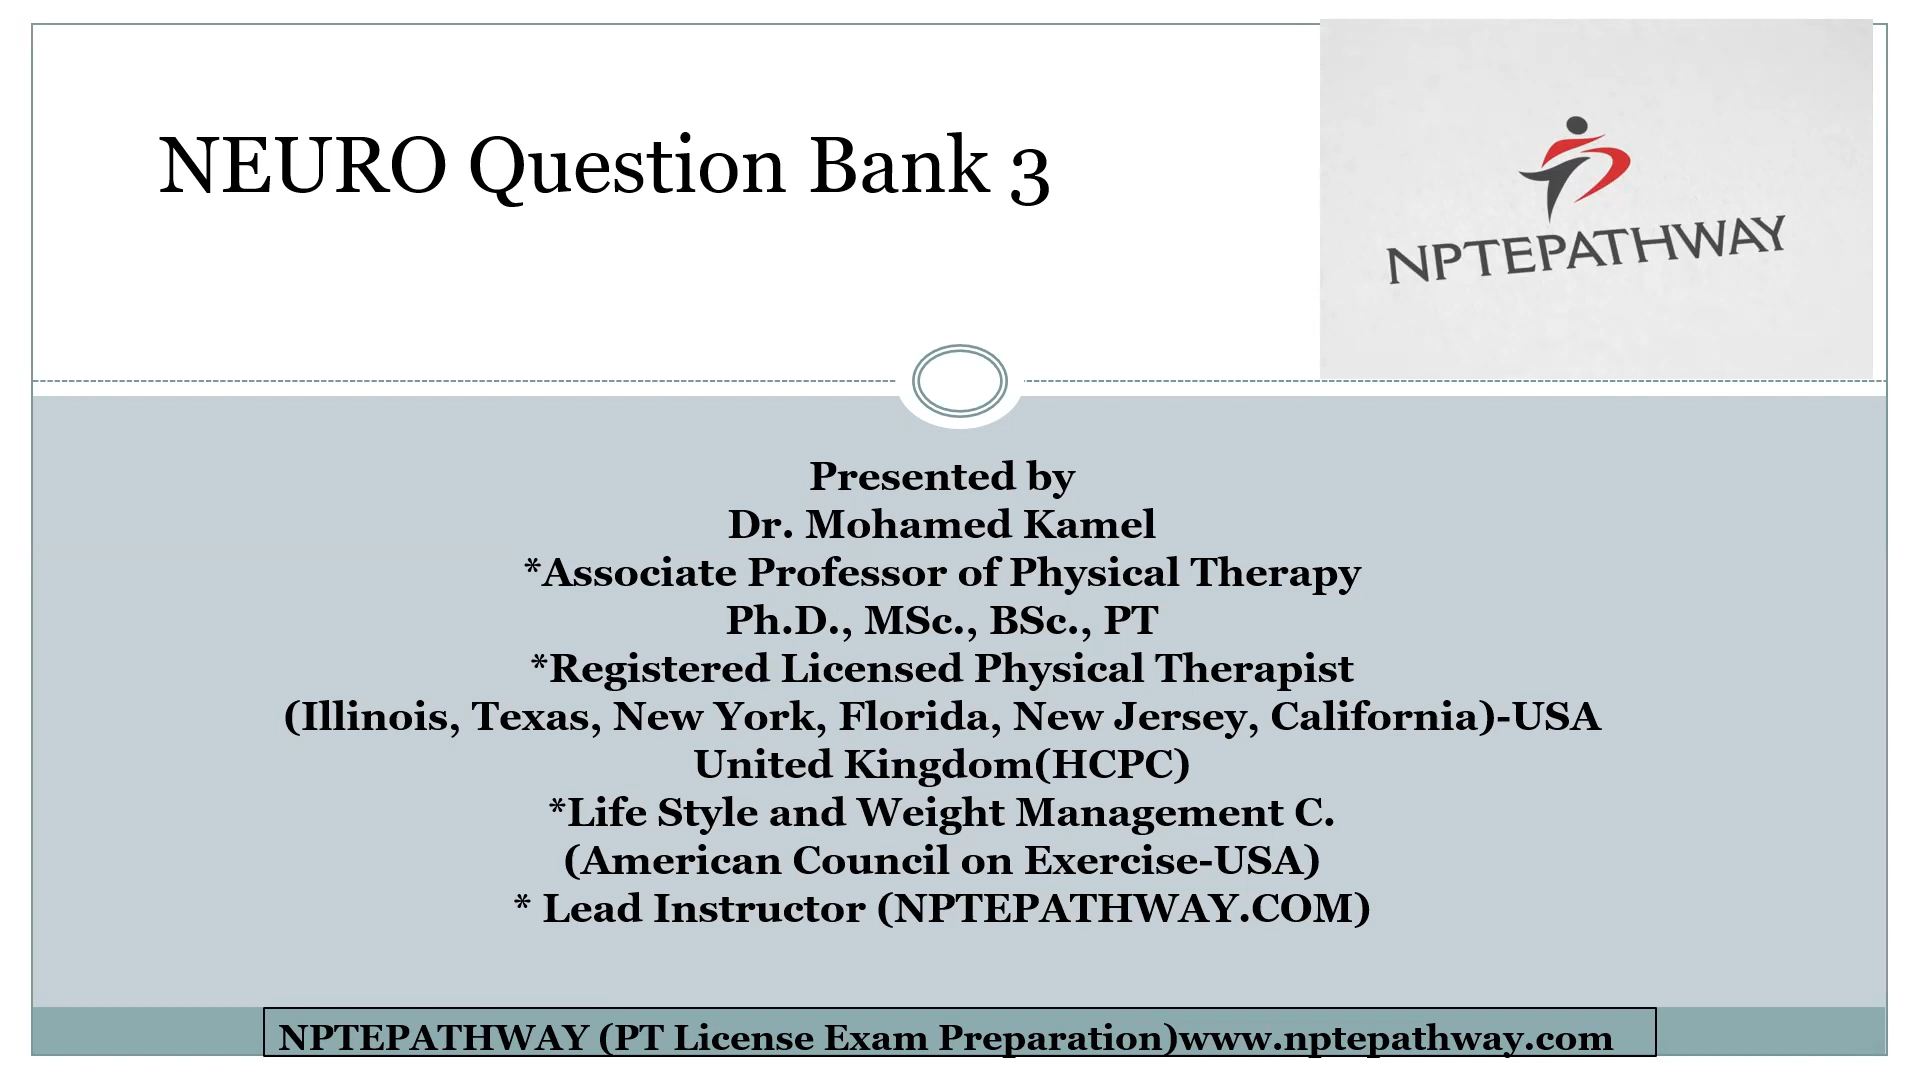 NEURO Question Bank 3
NPTEPATHWAY
Presented by
Dr. Mohamed Kamel
*Associate Professor of Physical Therapy
Ph.D., MSc., BSc., PT
*Registered Licensed Physical Therapist
(Illinois, Texas, New York, Florida, New Jersey, California)-USA
United Kingdom(HCPC)
*Life Style and Weight Management C.
(American Council on Exercise-USA)
* Lead Instructor (NPTEPATHWAY.COM)
NPTEPATHWAY (PT License Exam Preparation)www.nptepathway.com